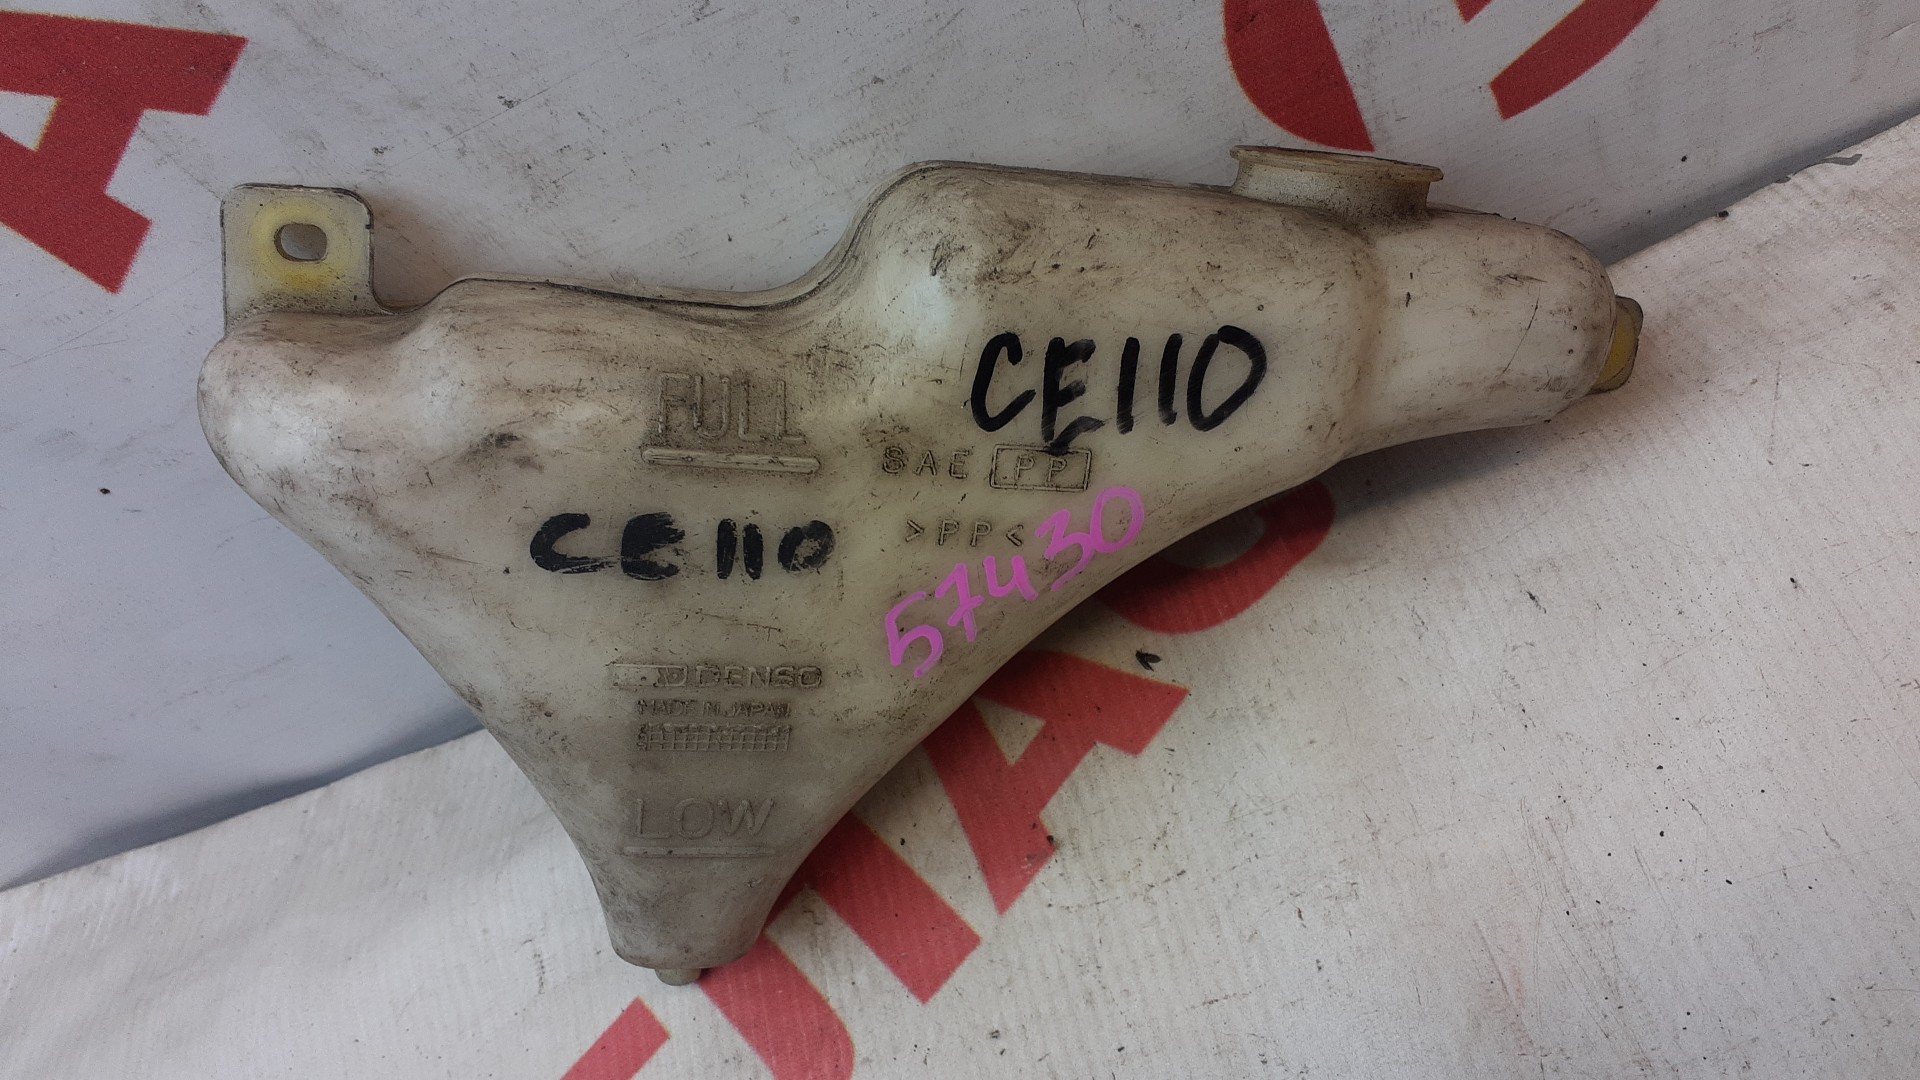 FULL
CE110
SAE PP
>PP<
CE110
57430
DENSO
MADE IN JAPAN
LOW